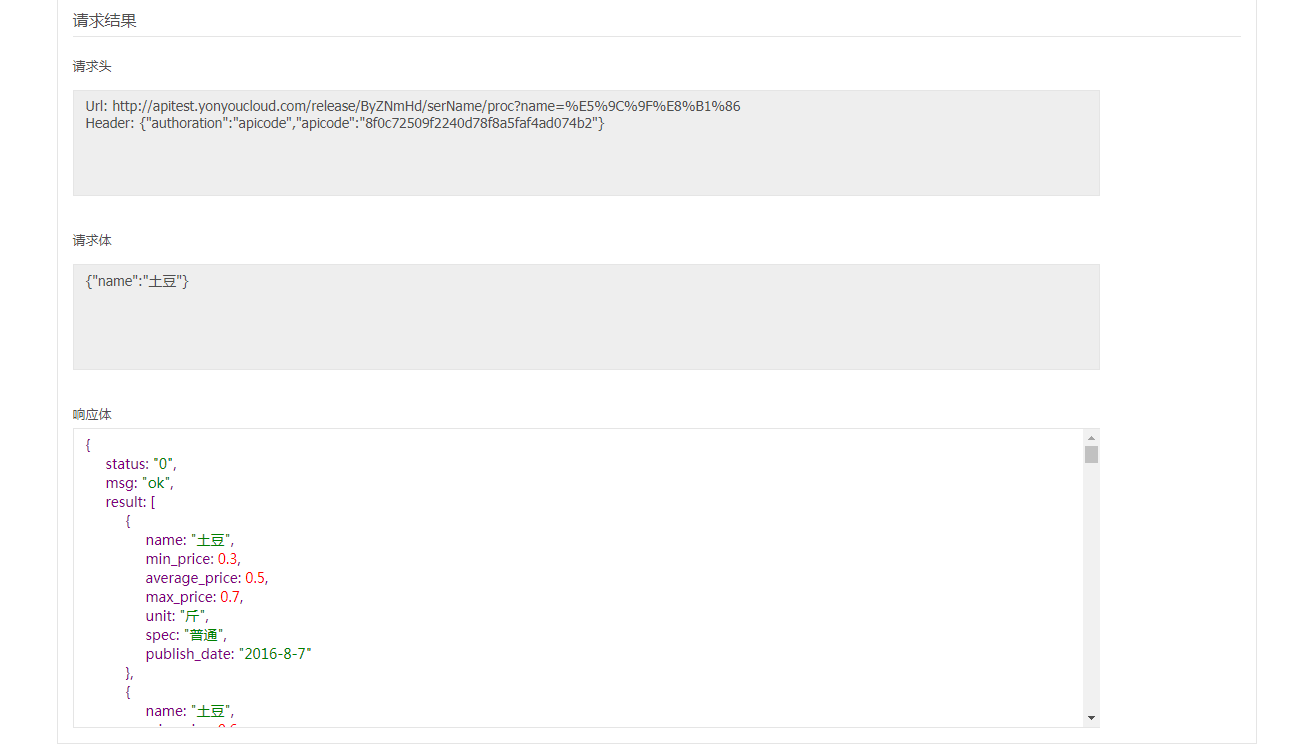 请求结果
请求头
Url: http://apitest.yonyoucloud.com/release/ByZNmHd/serName/proc?name=%E5%9C%9F%E8%B1%86
Header: {"authoration":"apicode","apicode":"8f0c72509f2240d78f8a5faf4ad074b2"}
请求体
{"name":"土豆"}
响应体
{
status: "0",
msg: "ok",
result: [
{
name: "土豆",
min_price: 0.3,
average_price: 0.5,
max_price: 0.7,
unit: "斤",
spec: "普通",
publish_date: "2016-8-7"
},
{
name: "土豆",